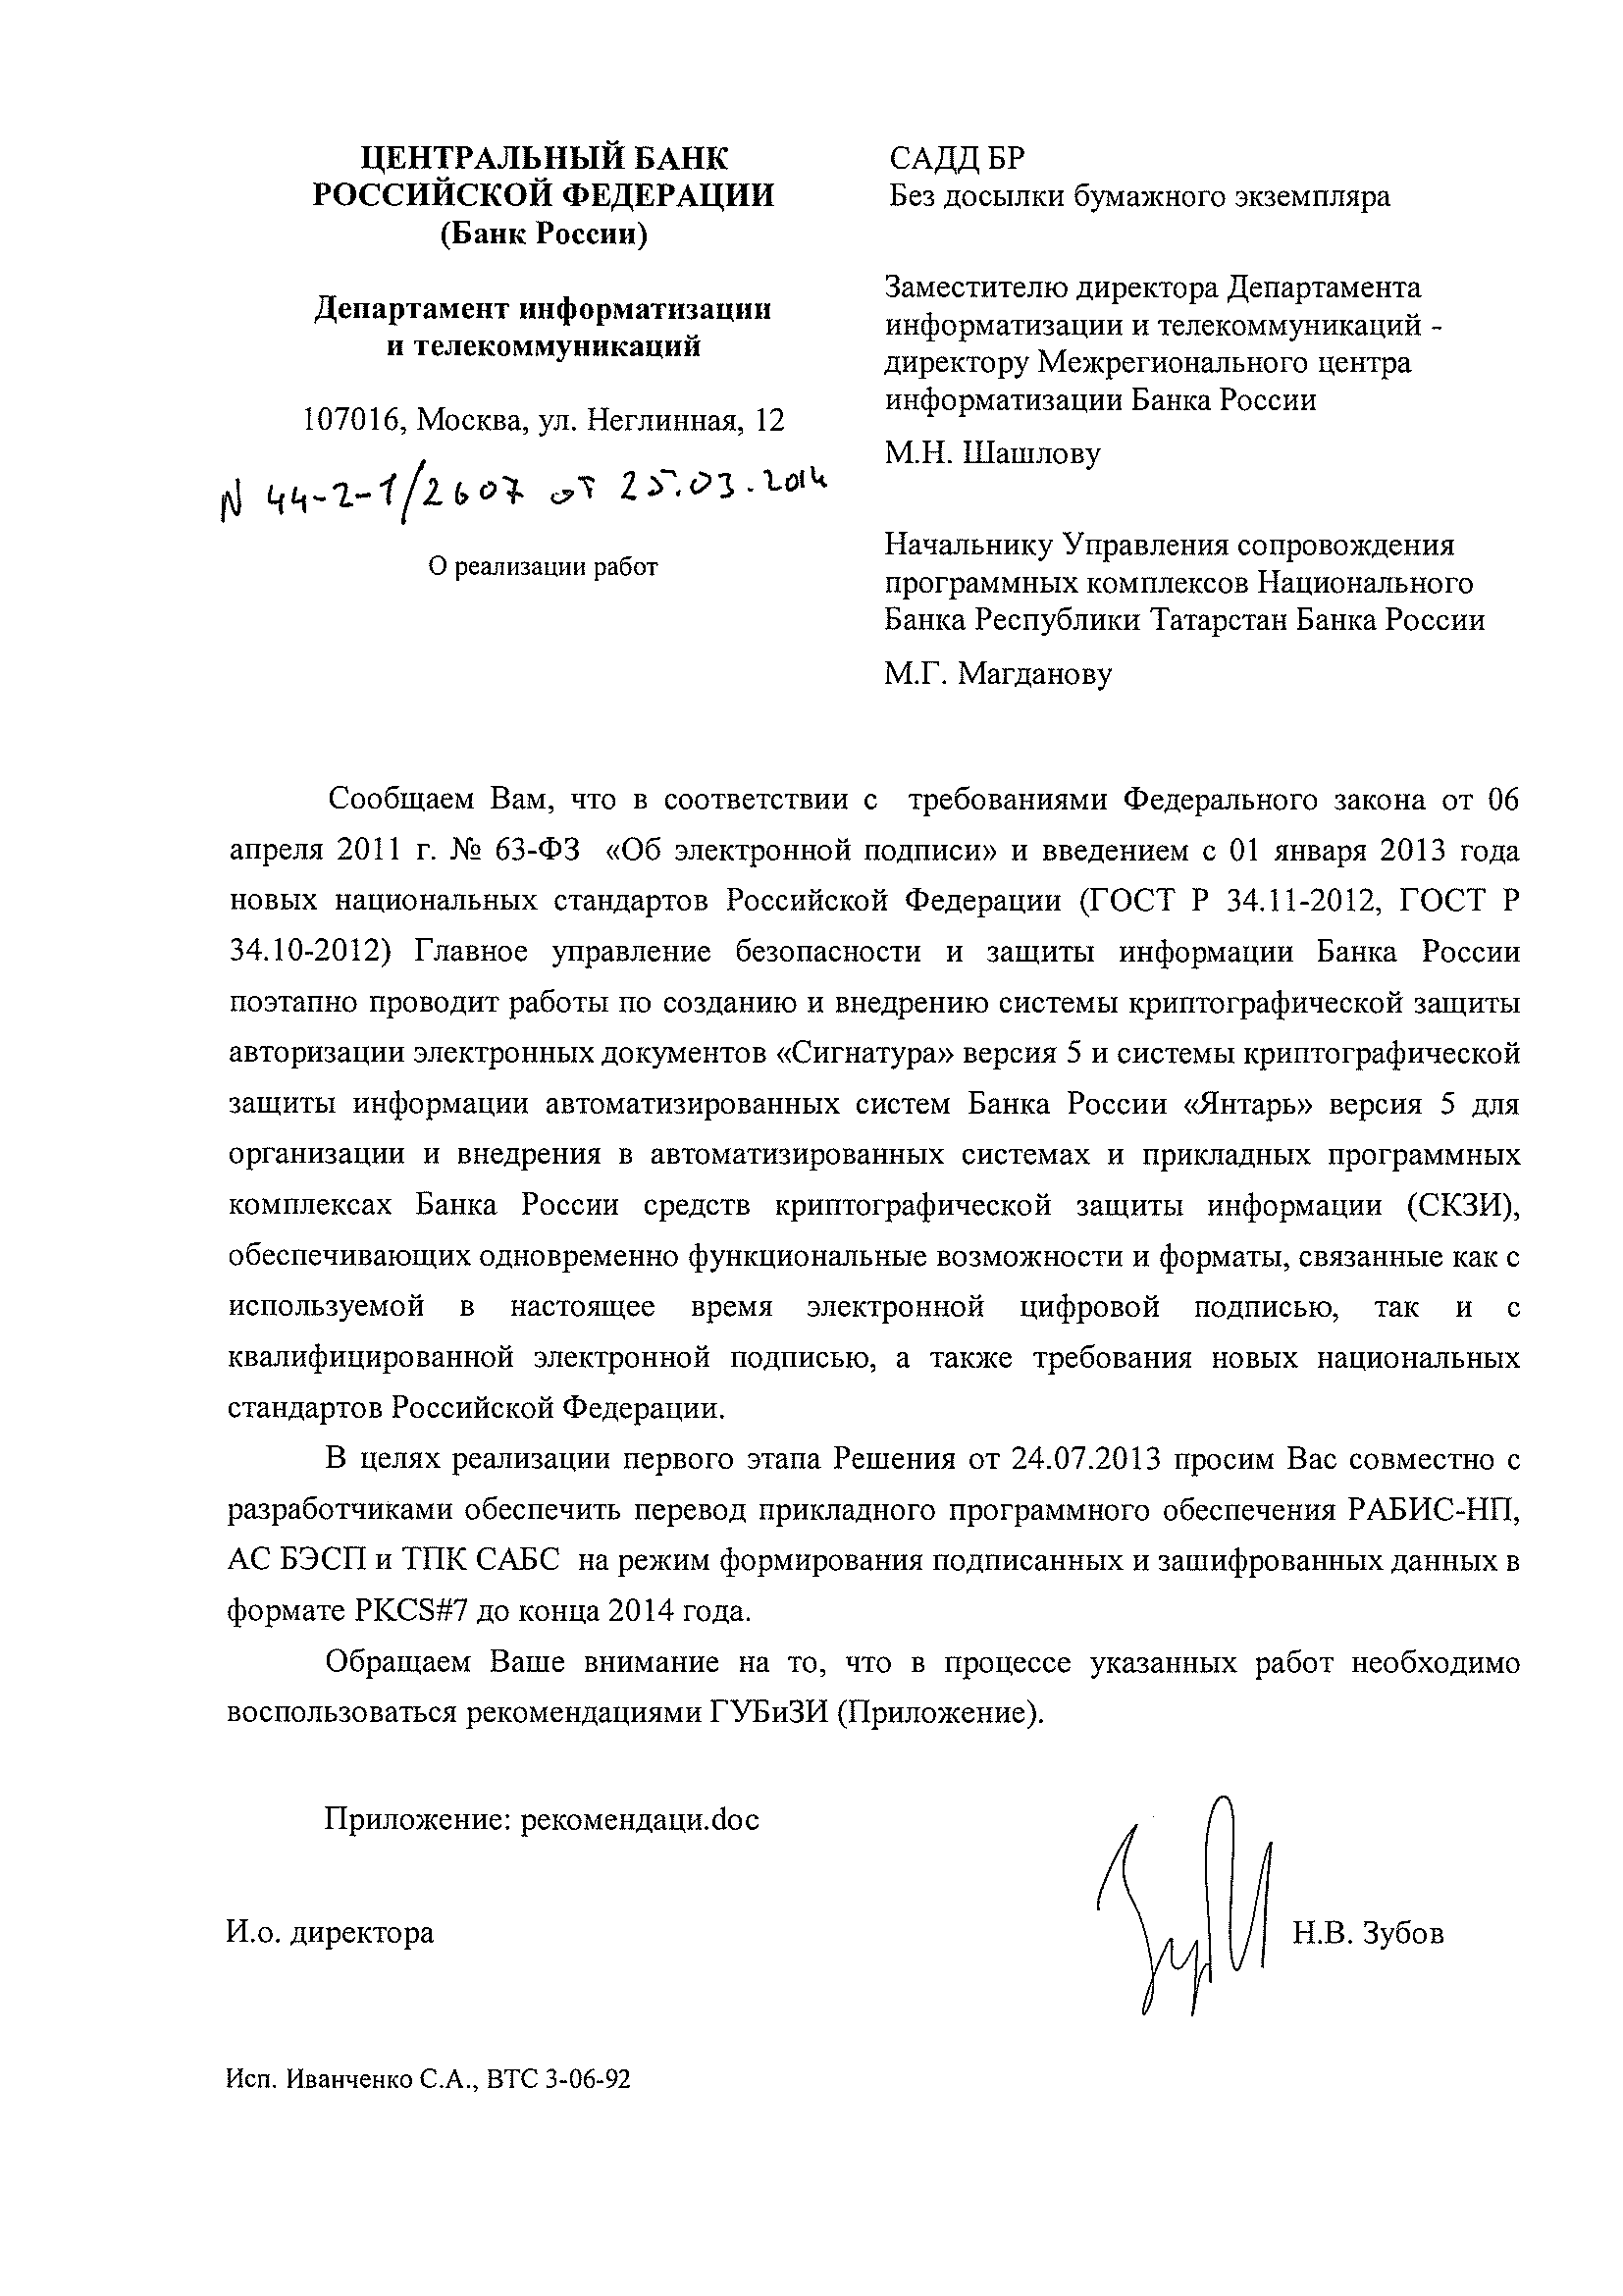 ЦЕНТРАЛЬНЫЙ БАНК
РОССИЙСКОЙ ФЕДЕРАЦИИ
(Банк России)
Департамент информатизации
и телекоммуникаций
107016, Москва, ул. Неглинная, 12
N 44-2-1/2607 от 25.03.2014
О реализации работ
САДД БР
Без досылки бумажного экземпляра
Заместителю директора Департамента
информатизации и телекоммуникаций -
директору Межрегионального центра
информатизации Банка России
М.Н. Шашлову
Начальнику Управления сопровождения
программных комплексов Национального
Банка Республики Татарстан Банка России
М.Г. Магданову
Сообщаем Вам, что в соответствии с требованиями Федерального закона от 06
апреля 2011 г. № 63-ФЗ «Об электронной подписи» и введением с 01 января 2013 года
новых национальных стандартов Российской Федерации (ГОСТ Р 34.11-2012, ГОСТ Р
34.10-2012) Главное управление безопасности и защиты информации Банка России
поэтапно проводит работы по созданию и внедрению системы криптографической защиты
авторизации электронных документов «Сигнатура» версия 5 и системы криптографической
защиты информации автоматизированных систем Банка России «Янтарь» версия 5 для
организации и внедрения в автоматизированных системах и прикладных программных
комплексах Банка России средств криптографической защиты информации (СКЗИ),
обеспечивающих одновременно функциональные возможности и форматы, связанные как с
используемой в настоящее время электронной цифровой подписью, так и с
квалифицированной электронной подписью, а также требования новых национальных
стандартов Российской Федерации.
В целях реализации первого этапа Решения от 24.07.2013 просим Вас совместно с
разработчиками обеспечить перевод прикладного программного обеспечения РАБИС-НП,
АС БЭСП и ТПК САБС на режим формирования подписанных и зашифрованных данных в
формате PKCS#7 до конца 2014 года.
Обращаем Ваше внимание на то, что в процессе указанных работ необходимо
воспользоваться рекомендациями ГУБиЗИ (Приложение).
Приложение: рекомендаци.doc
И.о. директора
Н.В. Зубов
Исп. Иванченко С.А., ВТС 3-06-92